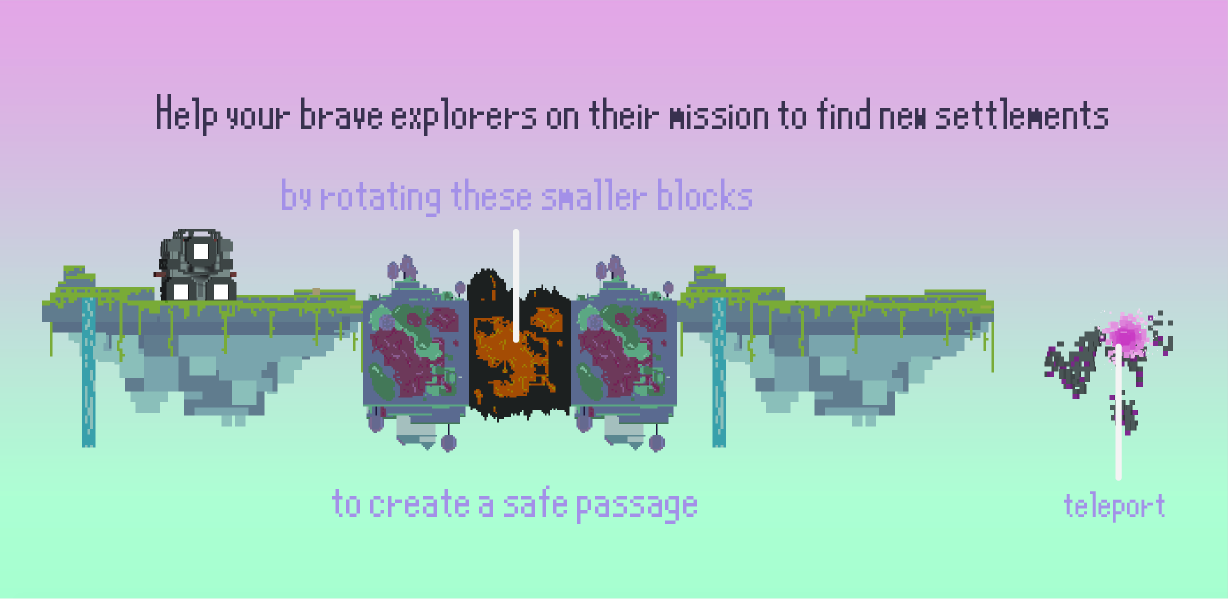 Help your brave explorers on their mission to find new settlements
by rotating these smaller blocks
to create a safe passage
teleport